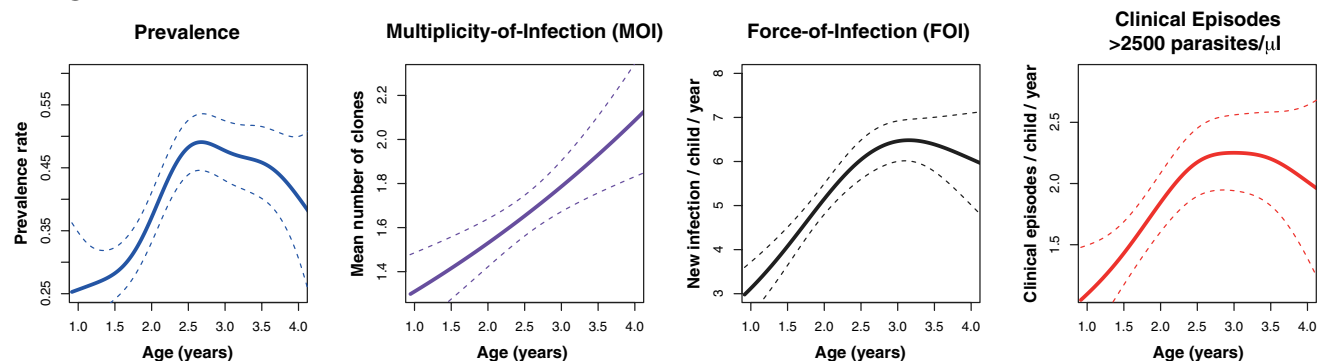 Prevalence
Prevalence rate
0.25 0.35 0.45 0.55
1.0 1.5 2.0 2.5 3.0 3.5 4.0
Age (years)
Multiplicity-of-Infection (MOI)
Mean number of clones
1.4 1.6 1.8 2.0 2.2
1.0 1.5 2.0 2.5 3.0 3.5 4.0
Age (years)
Force-of-Infection (FOI)
New infection / child / year
3 4 5 6 7 8
1.0 1.5 2.0 2.5 3.0 3.5 4.0
Age (years)
Clinical Episodes
>2500 parasites/μl
Clinical episodes / child / year
1.5 2.0 2.5
1.0 1.5 2.0 2.5 3.0 3.5 4.0
Age (years)